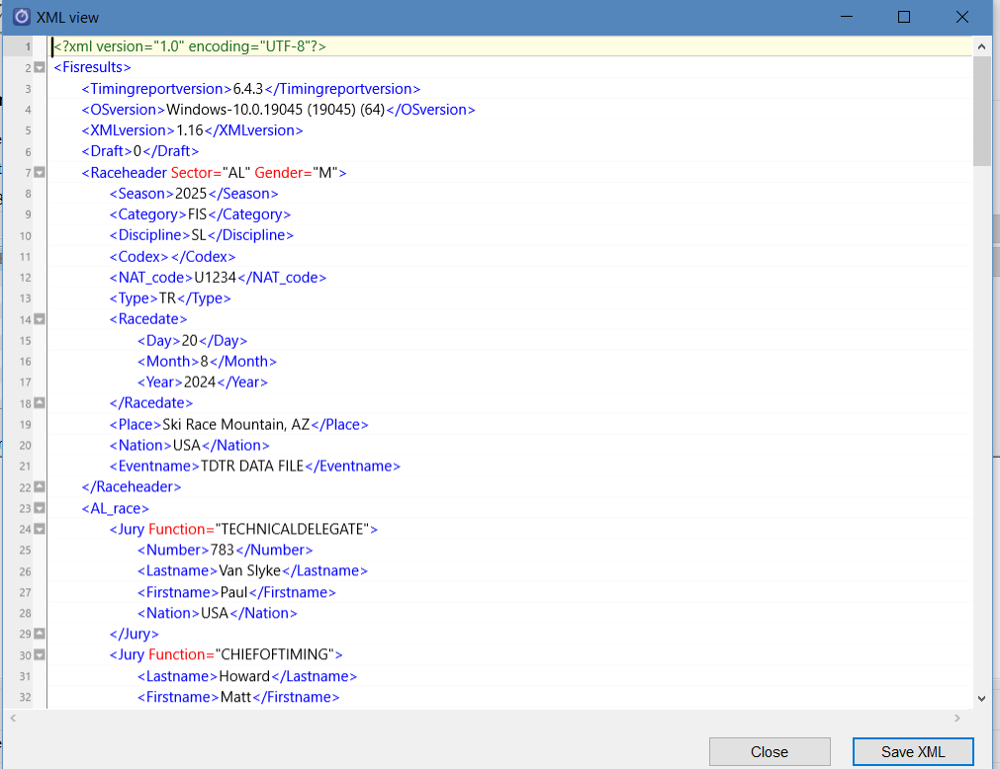 XML view
1 <?xml version="1.0" encoding="UTF-8"?>
2 <Fisresults>
3 <Timingreportversion>6.4.3</Timingreportversion>
4 <OSversion>Windows-10.0.19045 (19045) (64)</OSversion>
5 <XMLversion>1.16</XMLversion>
6 <Draft>0</Draft>
7 <Raceheader Sector="AL" Gender="M">
8 <Season>2025</Season>
9 <Category>FIS</Category>
10 <Discipline>SL</Discipline>
11 <Codex></Codex>
12 <NAT_code>U1234</NAT_code>
13 <Type>TR</Type>
14 <Racedate>
15 <Day>20</Day>
16 <Month>8</Month>
17 <Year>2024</Year>
18 </Racedate>
19 <Place>Ski Race Mountain, AZ</Place>
20 <Nation>USA</Nation>
21 <Eventname>TDTR DATA FILE</Eventname>
22 </Raceheader>
23 <AL_race>
24 <Jury Function="TECHNICALDELEGATE">
25 <Number>783</Number>
26 <Lastname>Van Slyke</Lastname>
27 <Firstname>Paul</Firstname>
28 <Nation>USA</Nation>
29 </Jury>
30 <Jury Function="CHIEFOFTIMING">
31 <Lastname>Howard</Lastname>
32 <Firstname>Matt</Firstname>
Close Save XML